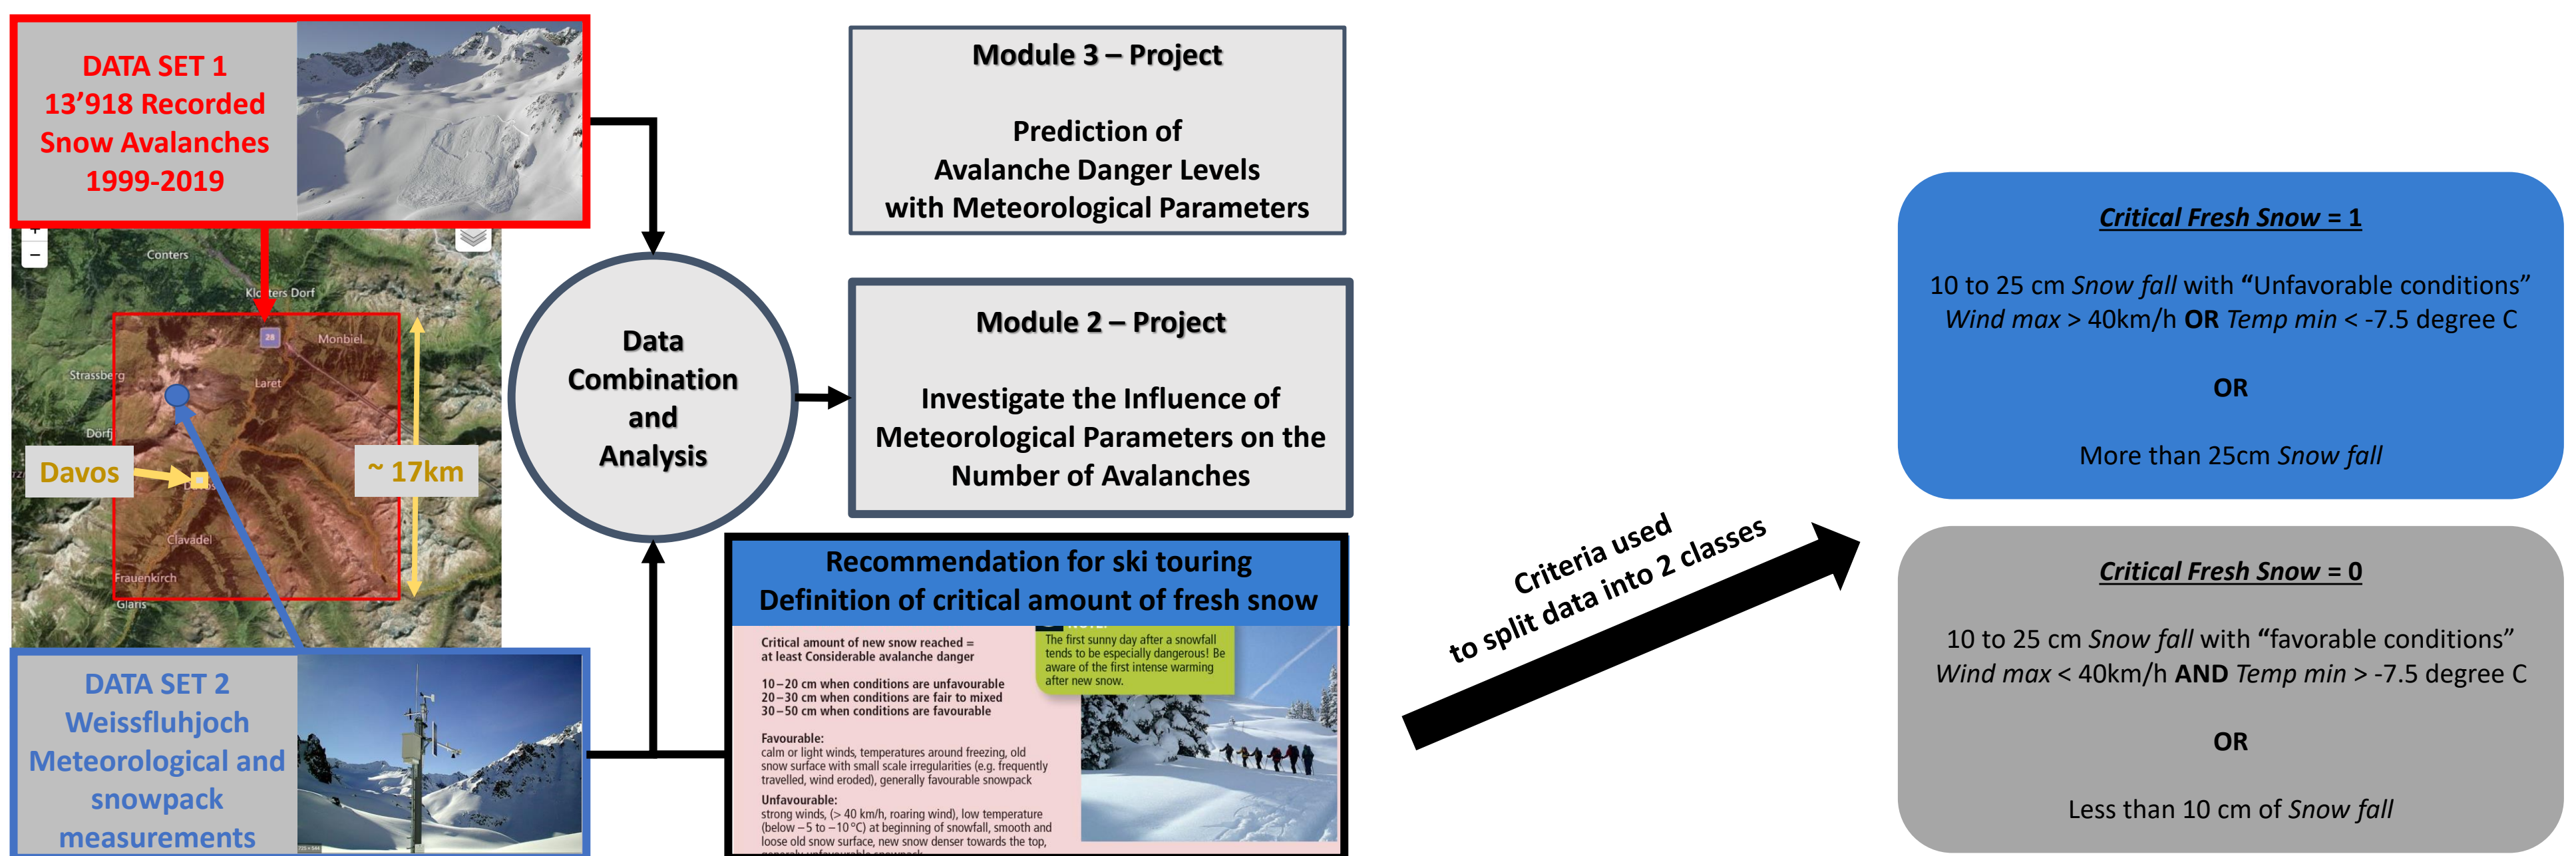 DATA SET 1
13’918 Recorded
Snow Avalanches
1999-2019
+
−
Conters
Klosters Dorf
28
Monbiel
Strassberg
Laret
Dörfj
Davos
~ 17km
Davos
Clavadel
Frauenkirch
Glaris
DATA SET 2
Weissfluhjoch
Meteorological and
snowpack
measurements
Data
Combination
and
Analysis
Module 3 – Project
Prediction of
Avalanche Danger Levels
with Meteorological Parameters
Module 2 – Project
Investigate the Influence of
Meteorological Parameters on the
Number of Avalanches
Recommendation for ski touring
Definition of critical amount of fresh snow
Critical amount of new snow reached =
at least Considerable avalanche danger
10–20 cm when conditions are unfavourable
20–30 cm when conditions are fair to mixed
30–50 cm when conditions are favourable
Favourable:
calm or light winds, temperatures around freezing, old
snow surface with small scale irregularities (e.g. frequently
travelled, wind eroded), generally favourable snowpack
Unfavourable:
strong winds, (> 40 km/h, roaring wind), low temperature
(below –5 to –10 °C) at beginning of snowfall, smooth and
loose old snow surface, new snow denser towards the top,
The first sunny day after a snowfall
tends to be especially dangerous! Be
aware of the first intense warming
after new snow.
Criteria used
to split data into 2 classes
Critical Fresh Snow = 1
10 to 25 cm Snow fall with “Unfavorable conditions”
Wind max > 40km/h OR Temp min < -7.5 degree C
OR
More than 25cm Snow fall
Critical Fresh Snow = 0
10 to 25 cm Snow fall with “favorable conditions”
Wind max < 40km/h AND Temp min > -7.5 degree C
OR
Less than 10 cm of Snow fall